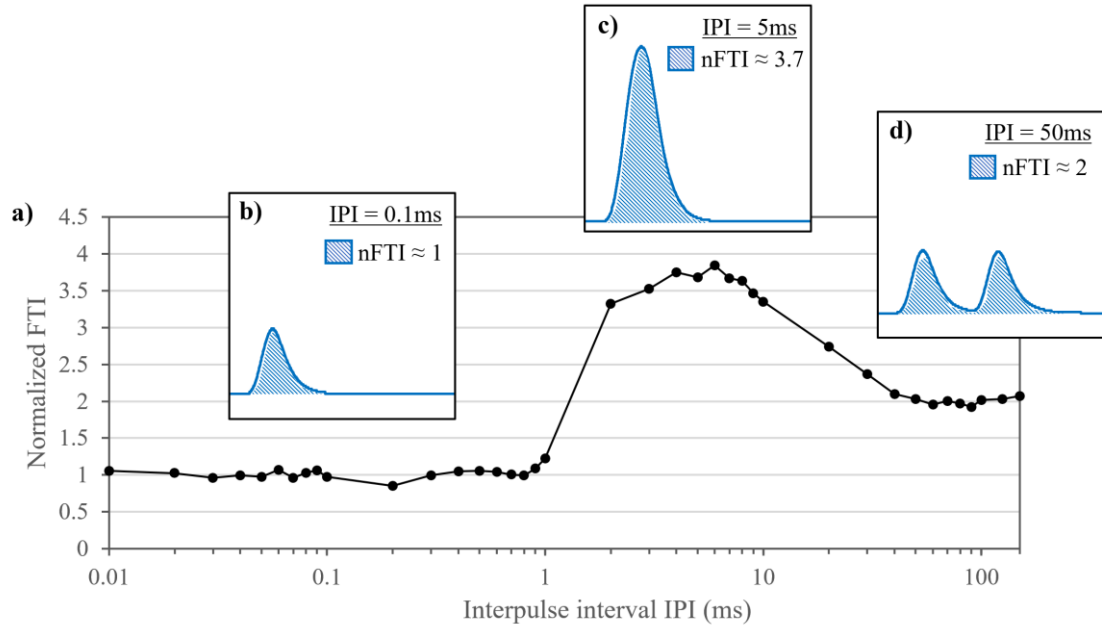 c)
IPI = 5ms
nFTI ≈ 3.7
d)
IPI = 50ms
nFTI ≈ 2
a)
b)
IPI = 0.1ms
nFTI ≈ 1
Normalized FTI
4.5
4
3.5
3
2.5
2
1.5
1
0.5
0
0.01
0.1
1
10
100
Interpulse interval IPI (ms)